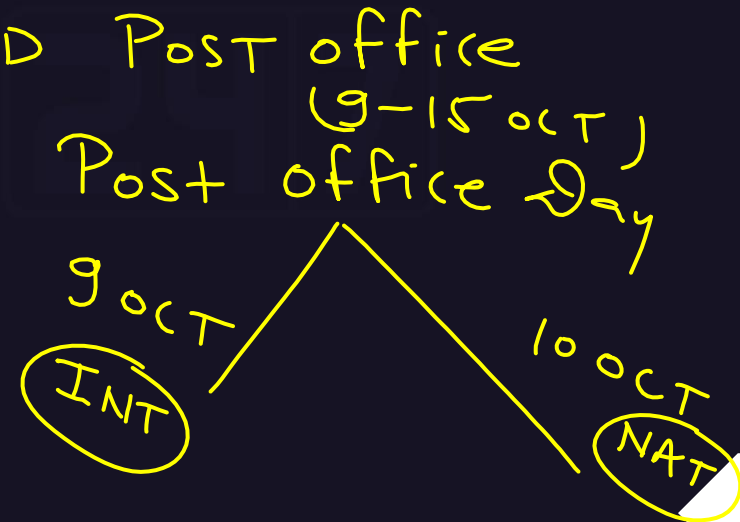 D Post office
(9-15 OCT)
Post office Day
9 OCT
10 OCT
INT
NAT